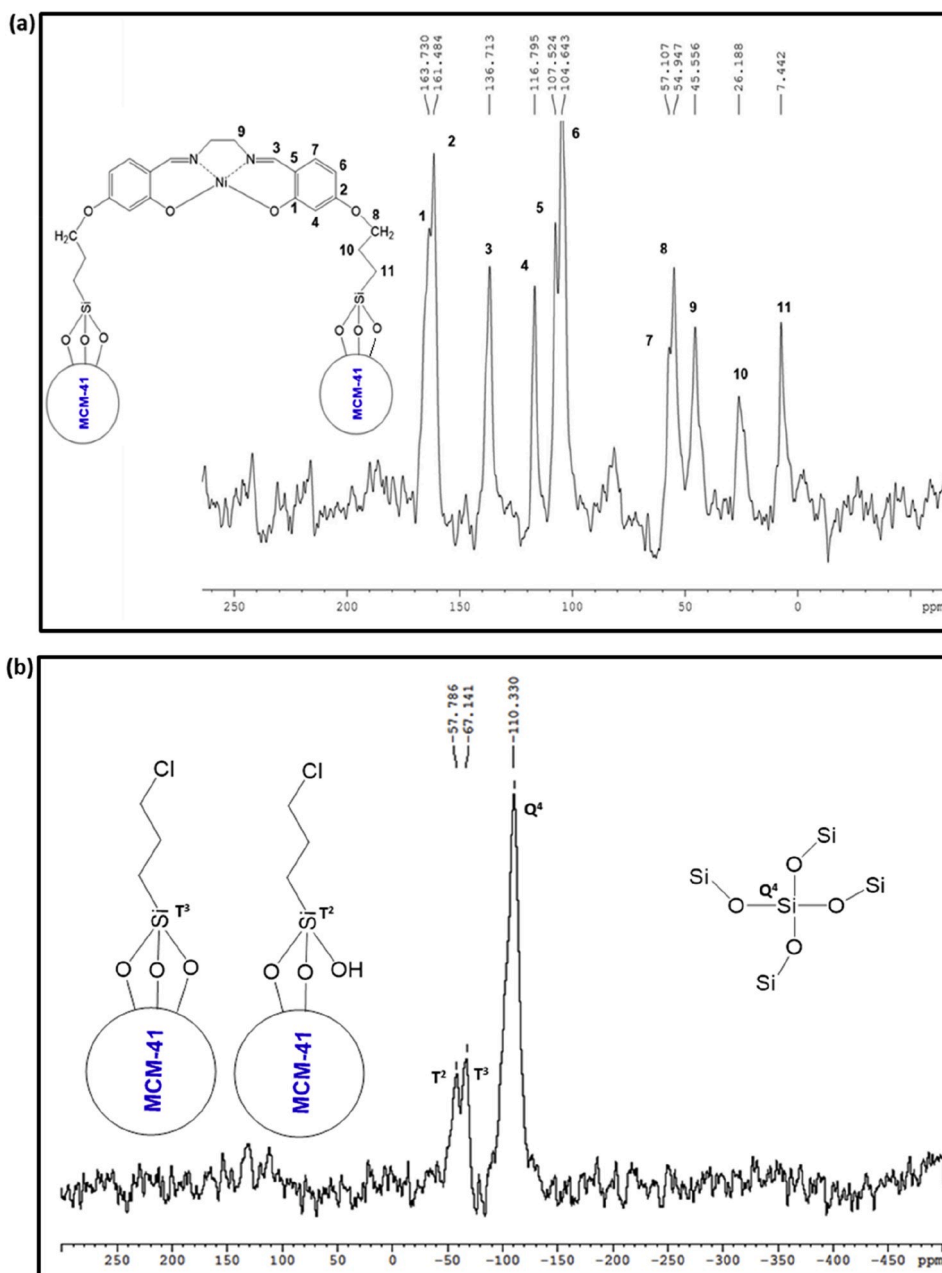 (a)
163.730
161.484
136.713
116.795
107.524
104.643
57.107
54.947
45.556
26.188
7.442
9
3
7
5
6
2
1
4
8
10
11
N
N
Ni
O
O
O
O
H₂C
CH₂
Si
Si
O
O
O
O
O
O
MCM-41
MCM-41
1
2
3
4
5
6
7
8
9
10
11
250 200 150 100 50 0 ppm
(b)
-57.786
-67.141
-110.330
Cl
Cl
Si T³
Si T²
O
O
O
O
O
OH
MCM-41
MCM-41
T²
T³
Q⁴
Si
O
Si
Si
O
Q⁴
Si
O
O
Si
250 200 150 100 50 0 -50 -100 -150 -200 -250 -300 -350 -400 -450 ppm